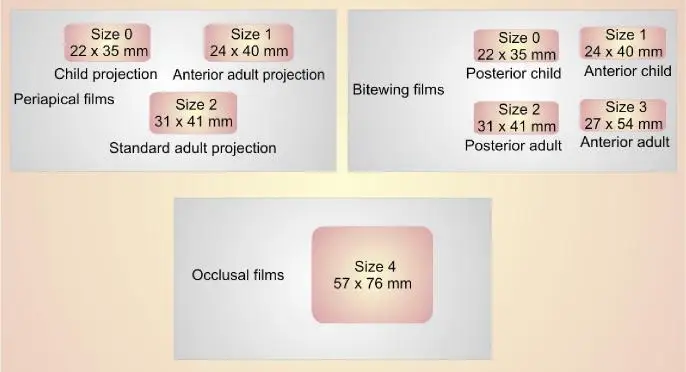 Size 0
22 x 35 mm
Child projection
Size 1
24 x 40 mm
Anterior adult projection
Periapical films
Size 2
31 x 41 mm
Standard adult projection
Bitewing films
Size 0
22 x 35 mm
Posterior child
Size 1
24 x 40 mm
Anterior child
Size 2
31 x 41 mm
Posterior adult
Size 3
27 x 54 mm
Anterior adult
Occlusal films
Size 4
57 x 76 mm